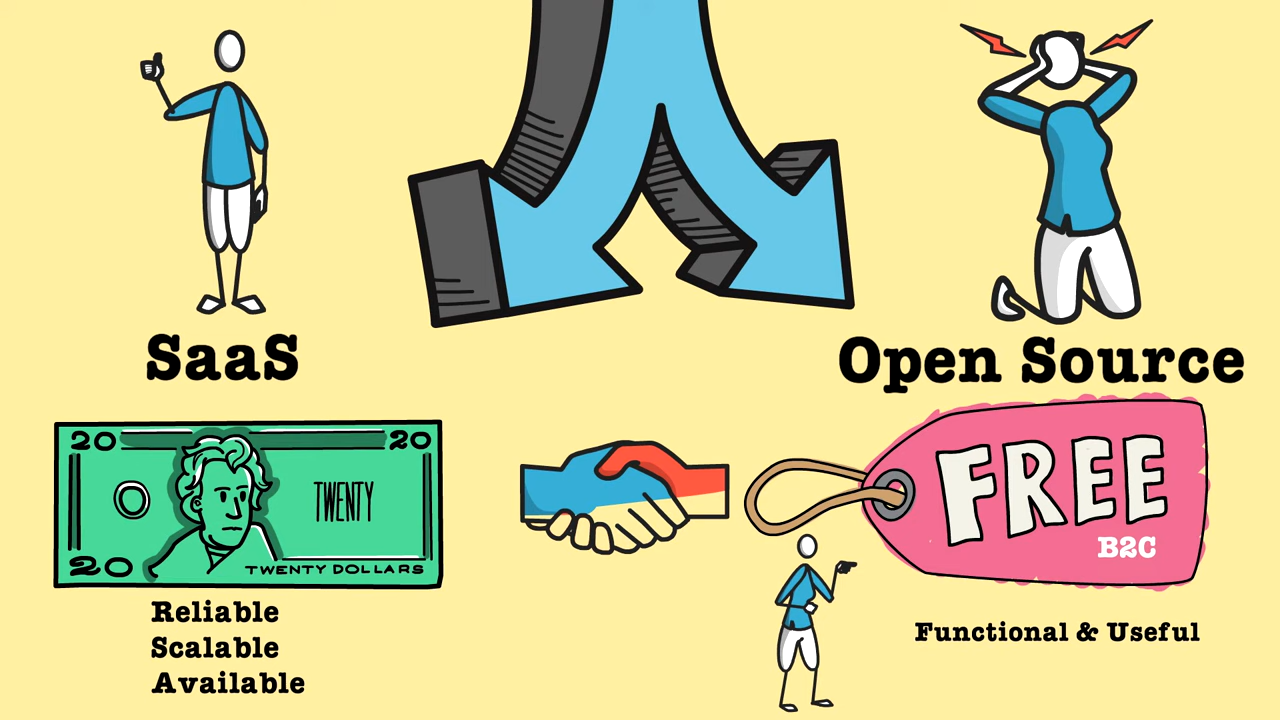 SaaS
Open Source
20 20
TWENTY
20 TWENTY DOLLARS
FREE
B2C
Reliable
Scalable
Available
Functional & Useful